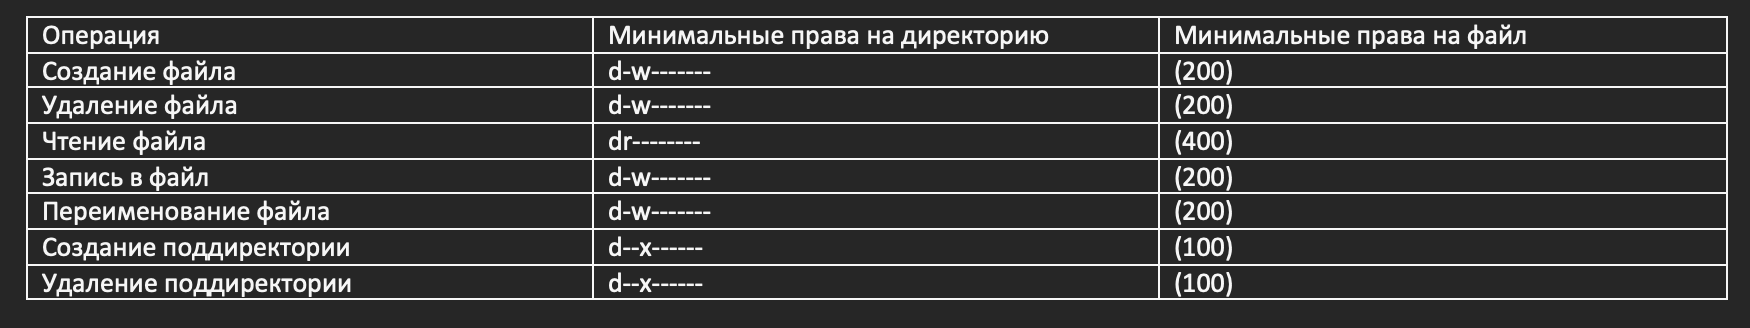 Операция Минимальные права на директорию Минимальные права на файл
Создание файла d-w------- (200)
Удаление файла d-w------- (200)
Чтение файла dr-------- (400)
Запись в файл d-w------- (200)
Переименование файла d-w------- (200)
Создание поддиректории d--x------ (100)
Удаление поддиректории d--x------ (100)